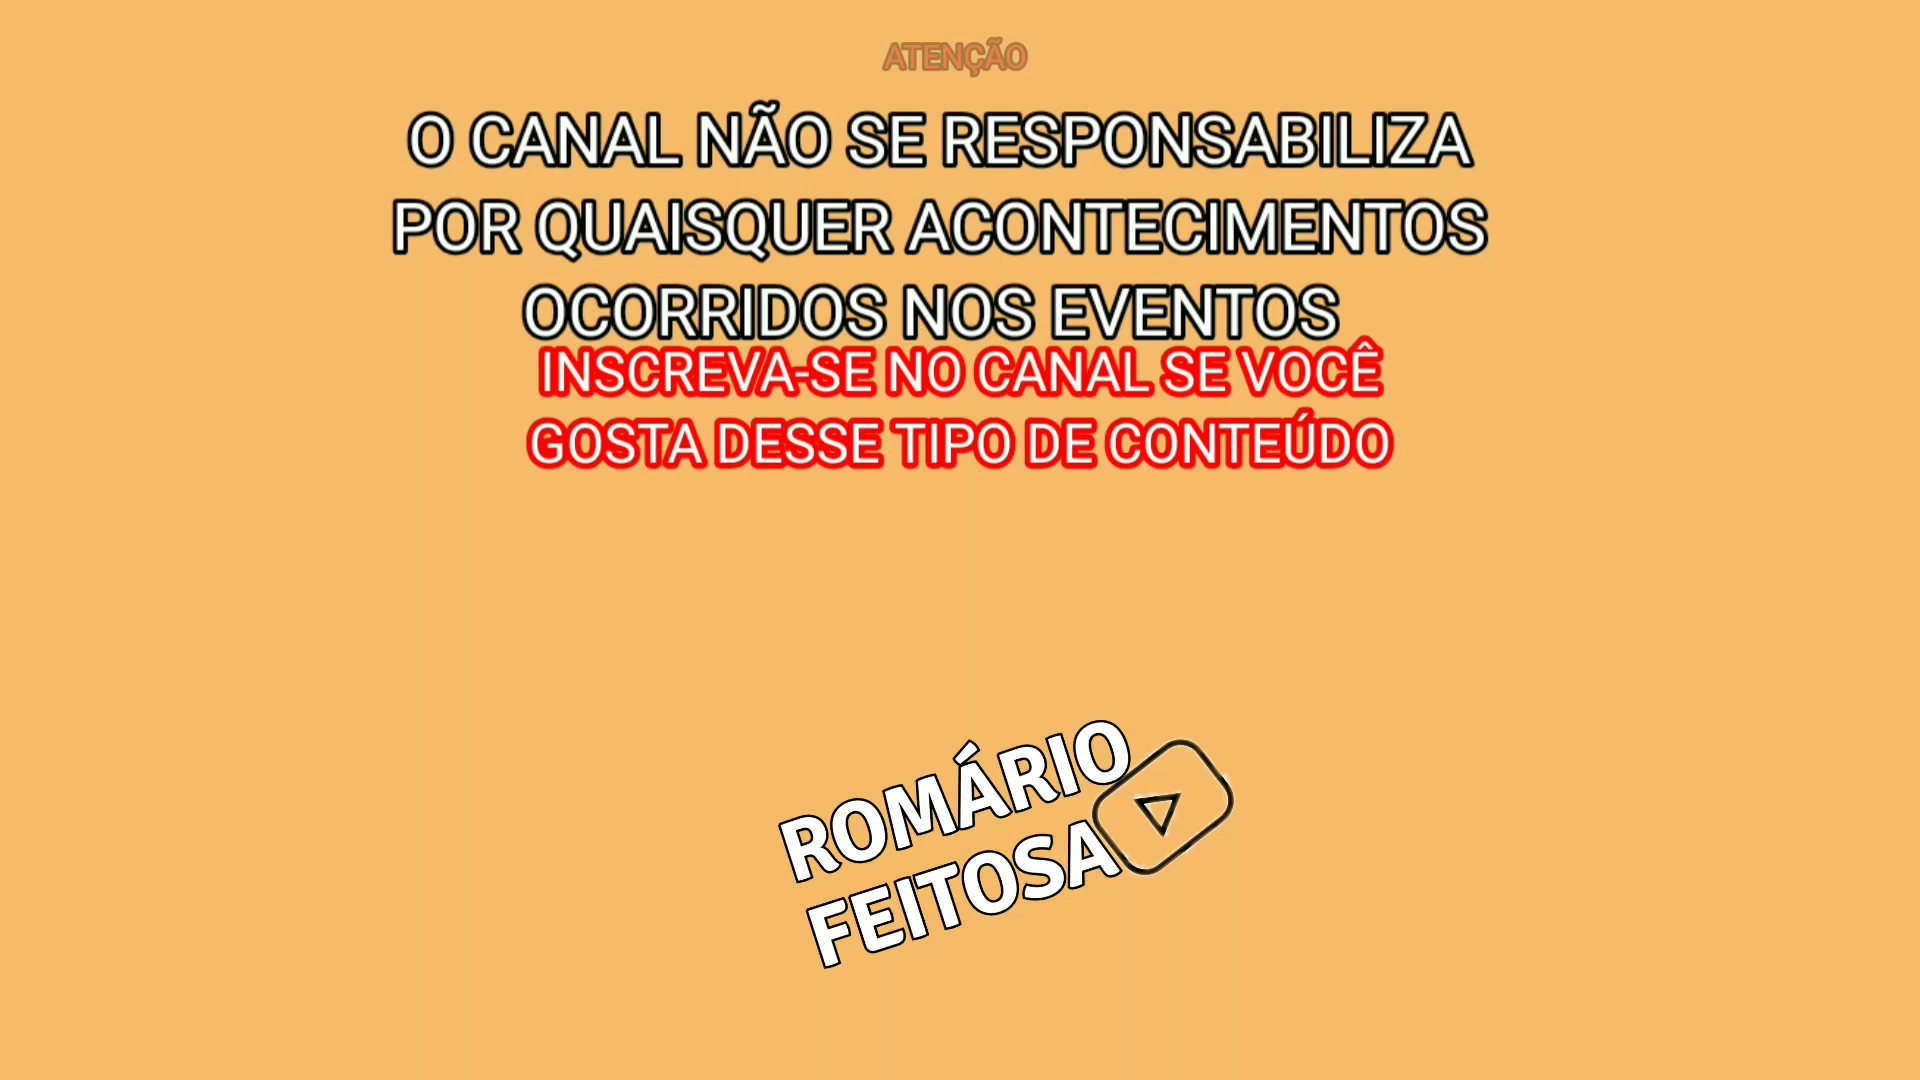 ATENÇÃO
O CANAL NÃO SE RESPONSABILIZA
POR QUAISQUER ACONTECIMENTOS
OCORRIDOS NOS EVENTOS
INSCREVA-SE NO CANAL SE VOCÊ
GOSTA DESSE TIPO DE CONTEÚDO
ROMÁRIO
FEITOSA